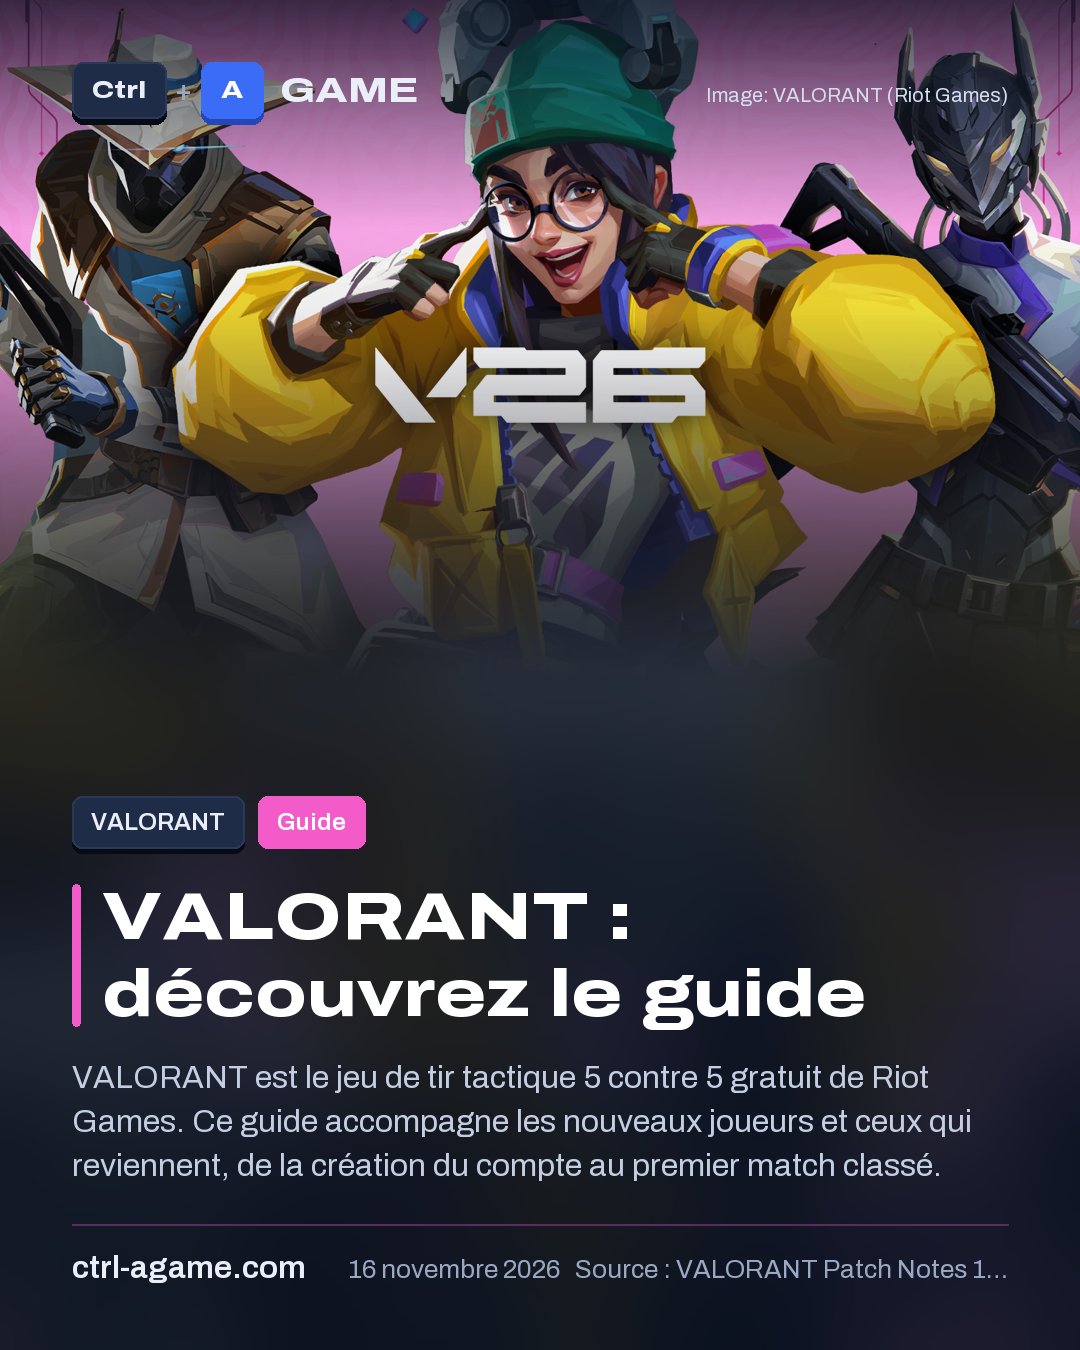 Ctrl + A GAME
Image: VALORANT (Riot Games)
V26
VALORANT
Guide
VALORANT :
découvrez le guide
VALORANT est le jeu de tir tactique 5 contre 5 gratuit de Riot
Games. Ce guide accompagne les nouveaux joueurs et ceux qui
reviennent, de la création du compte au premier match classé.
ctrl-agame.com
16 novembre 2026 Source : VALORANT Patch Notes 1...